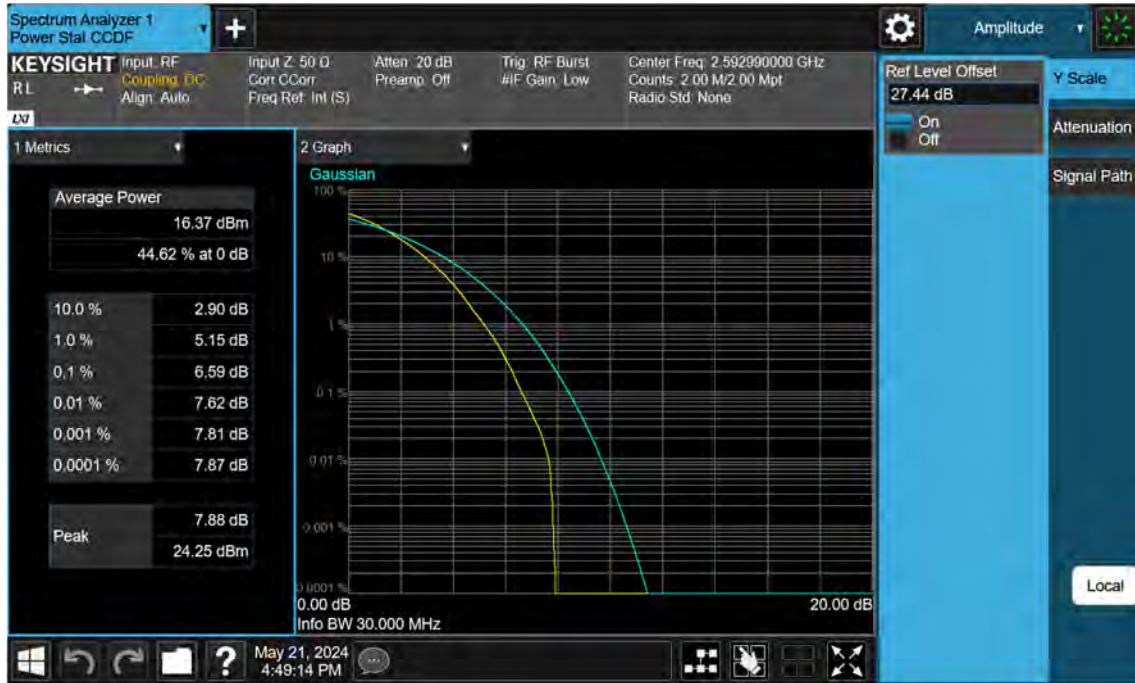 Spectrum Analyzer 1
Power Stat CCDF
+
Amplitude
KEYSIGHT
Input: RF
Coupling: DC
Align: Auto
RL
LXI
Input Z: 50 Ω
Corr CCorr
Freq Ref: Int (S)
Atten: 20 dB
Preamp: Off
Trig: RF Burst
#IF Gain: Low
Center Freq: 2.592990000 GHz
Counts: 2.00 M/2.00 Mpt
Radio Std: None
Ref Level Offset
27.44 dB
On
Off
Y Scale
Attenuation
Signal Path
1 Metrics
Average Power
16.37 dBm
44.62 % at 0 dB
10.0 % 2.90 dB
1.0 % 5.15 dB
0.1 % 6.59 dB
0.01 % 7.62 dB
0.001 % 7.81 dB
0.0001 % 7.87 dB
Peak
7.88 dB
24.25 dBm
2 Graph
Gaussian
100 %
10 %
1 %
0.1 %
0.01 %
0.001 %
0.0001 %
0.00 dB
20.00 dB
Info BW 30.000 MHz
Local
?
May 21, 2024
4:49:14 PM